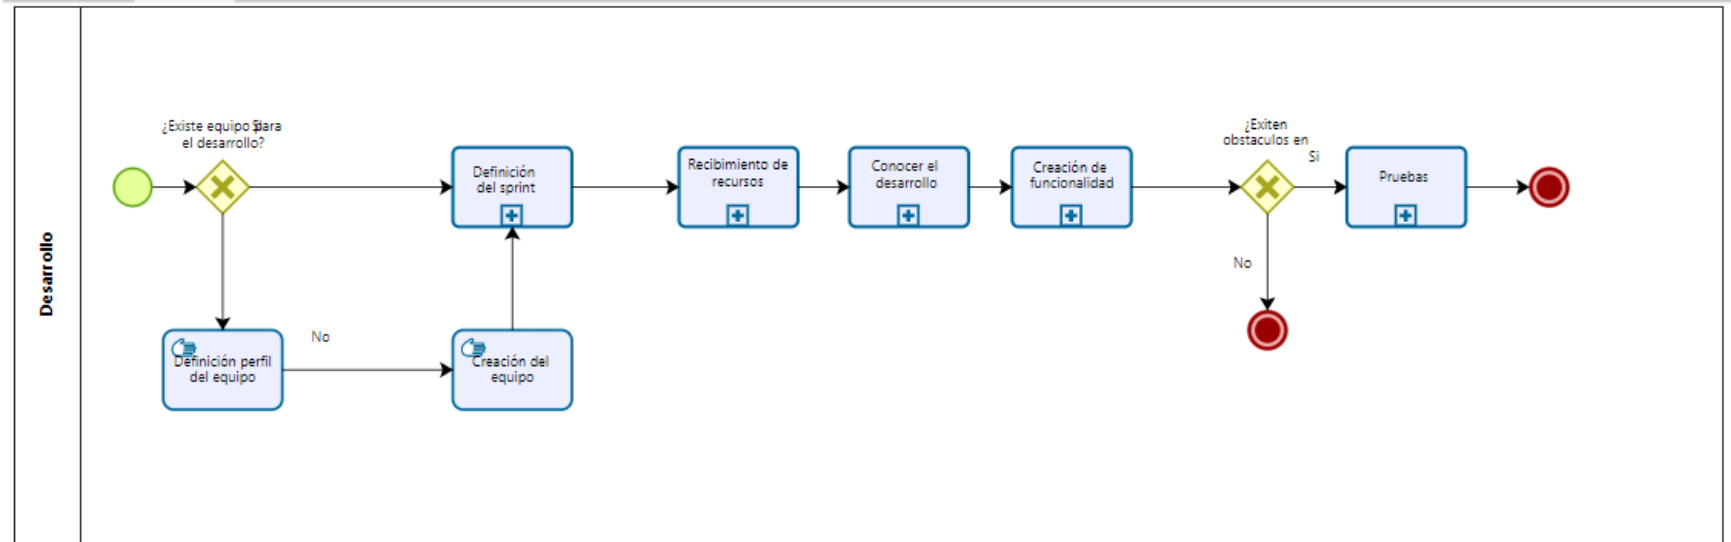 Desarrollo
¿Existe equipo para
el desarrollo?
Si
Definición
del sprint
Recibimiento de
recursos
Conocer el
desarrollo
Creación de
funcionalidad
¿Exiten
obstaculos en
Si
Pruebas
No
Definición perfil
del equipo
No
Creación del
equipo